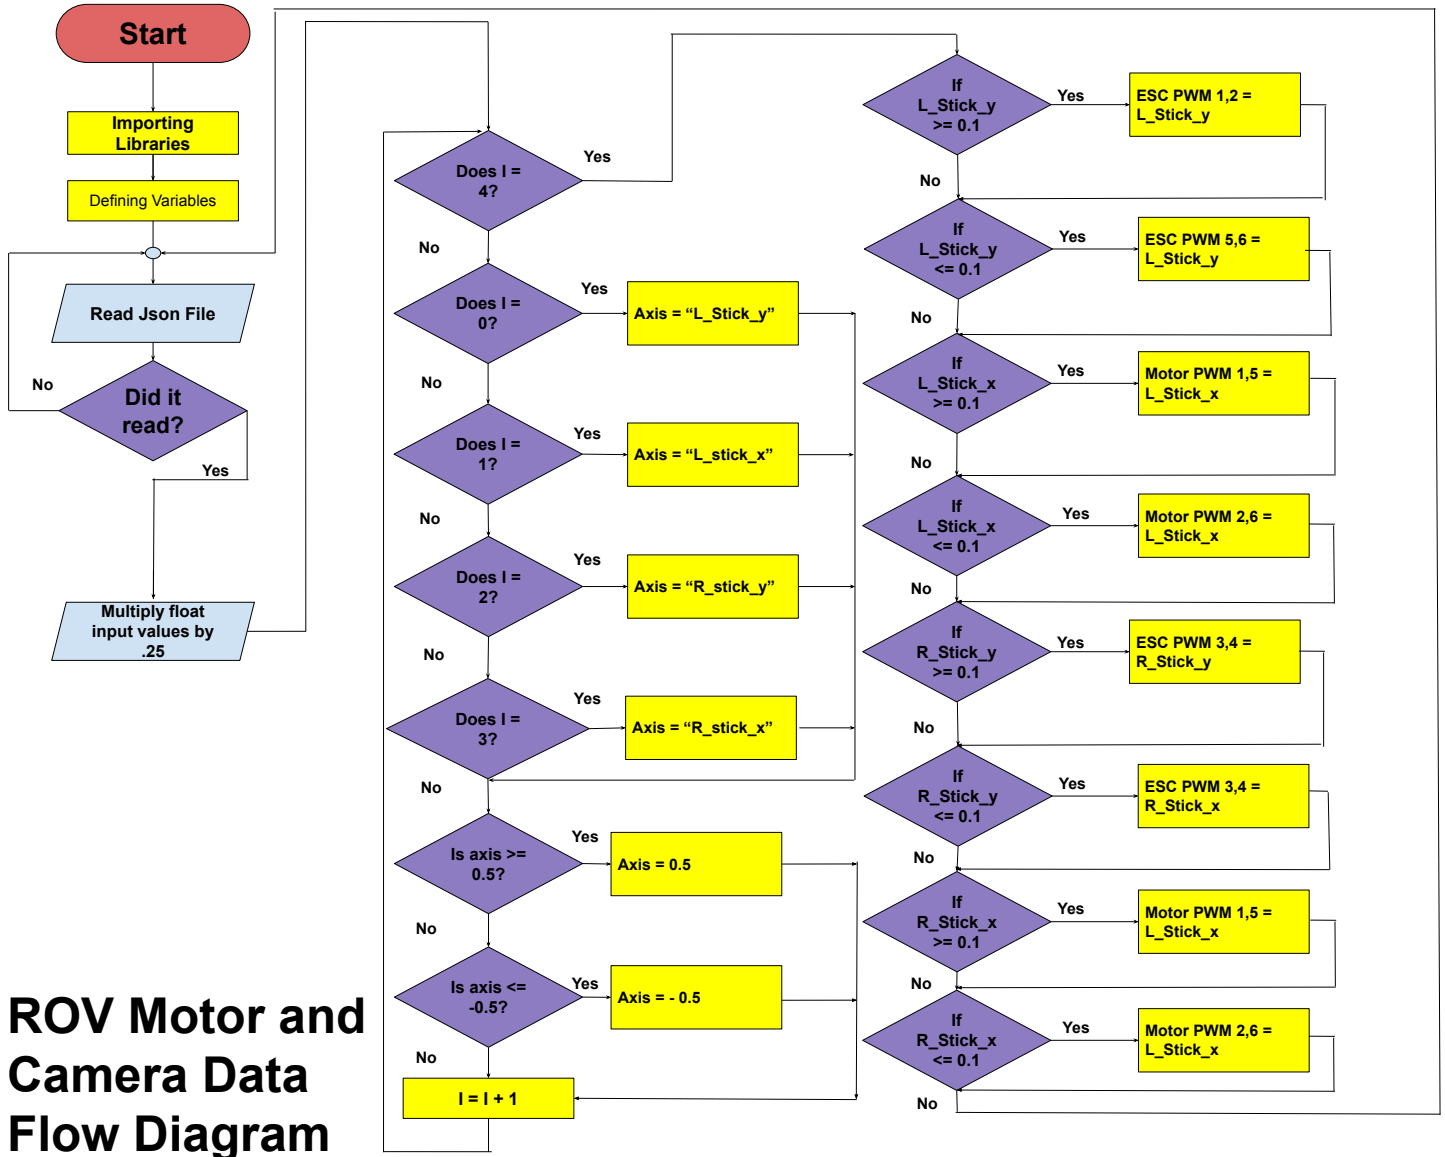 Start
Importing
Libraries
Defining Variables
Read Json File
No
Did it
read?
Yes
Multiply float
input values by
.25
Does I =
4?
Yes
No
Does I =
0?
Yes
Axis = “L_Stick_y”
No
Does I =
1?
Yes
Axis = “L_stick_x”
No
Does I =
2?
Yes
Axis = “R_stick_y”
No
Does I =
3?
Yes
Axis = “R_stick_x”
No
Is axis >=
0.5?
Yes
Axis = 0.5
No
Is axis <=
-0.5?
Yes
Axis = - 0.5
No
I = I + 1
If
L_Stick_y
>= 0.1
Yes
ESC PWM 1,2 =
L_Stick_y
No
If
L_Stick_y
<= 0.1
Yes
ESC PWM 5,6 =
L_Stick_y
No
If
L_Stick_x
>= 0.1
Yes
Motor PWM 1,5 =
L_Stick_x
No
If
L_Stick_x
<= 0.1
Yes
Motor PWM 2,6 =
L_Stick_x
No
If
R_Stick_y
>= 0.1
Yes
ESC PWM 3,4 =
R_Stick_y
No
If
R_Stick_y
<= 0.1
Yes
ESC PWM 3,4 =
R_Stick_x
No
If
R_Stick_x
>= 0.1
Yes
Motor PWM 1,5 =
L_Stick_x
No
If
R_Stick_x
<= 0.1
Yes
Motor PWM 2,6 =
L_Stick_x
No
ROV Motor and
Camera Data
Flow Diagram